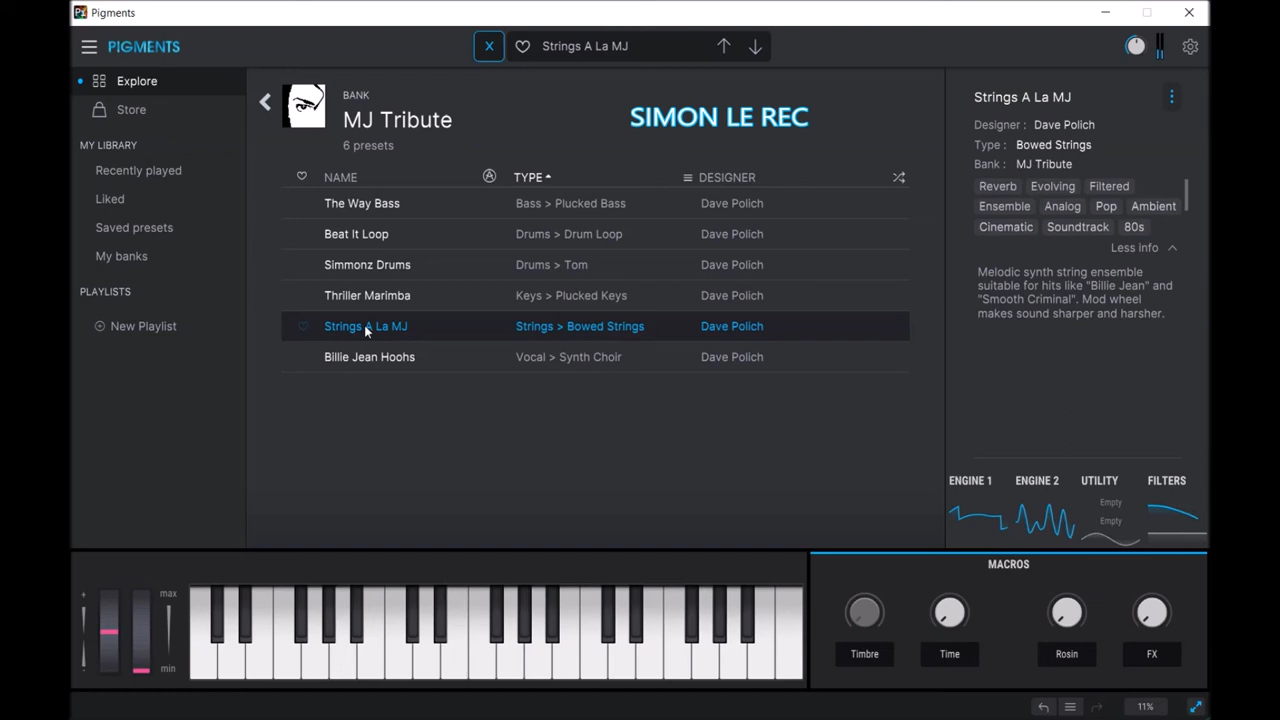 Pigments
PIGMENTS
X
Strings A La MJ
Explore
Store
MY LIBRARY
Recently played
Liked
Saved presets
My banks
PLAYLISTS
New Playlist
BANK
MJ Tribute
6 presets
SIMON LE REC
NAME TYPE DESIGNER
The Way Bass Bass > Plucked Bass Dave Polich
Beat It Loop Drums > Drum Loop Dave Polich
Simmonz Drums Drums > Tom Dave Polich
Thriller Marimba Keys > Plucked Keys Dave Polich
Strings A La MJ Strings > Bowed Strings Dave Polich
Billie Jean Hoohs Vocal > Synth Choir Dave Polich
Strings A La MJ
Designer : Dave Polich
Type : Bowed Strings
Bank : MJ Tribute
Reverb Evolving Filtered
Ensemble Analog Pop Ambient
Cinematic Soundtrack 80s
Less info
Melodic synth string ensemble
suitable for hits like "Billie Jean" and
"Smooth Criminal". Mod wheel
makes sound sharper and harsher.
ENGINE 1 ENGINE 2 UTILITY FILTERS
Empty
Empty
+ max
- min
MACROS
Timbre Time Rosin FX
11%